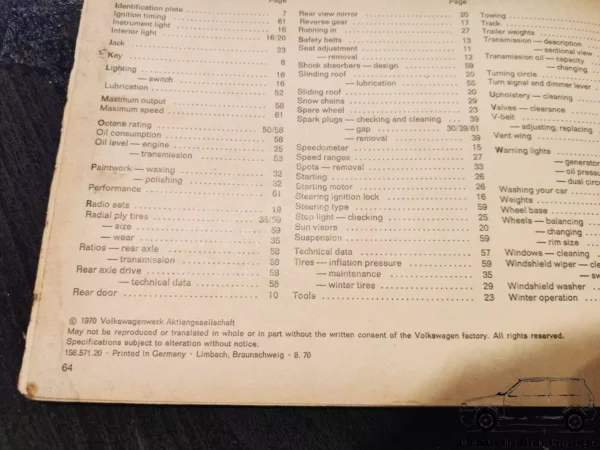 Page
Identification plate 7
Ignition timing 61
Instrument light 16
Interior light 16/20
Jack 23
Key 6
Lighting 16
— switch 16
Lubrication 52
Maximum output 58
Maximum speed 61
Octane rating 50/58
Oil consumption 58
Oil level — engine 25
— transmission 53
Paintwork — waxing 32
— polishing 32
Performance 61
Radio sets 19
Radial ply tires 35/59
— size 59
— wear 35
Ratios — rear axle 58
— transmission 58
Rear axle drive 58
— technical data 58
Rear door 10
Page
Rear view mirror 20
Reverse gear 17
Running in 27
Safety belts 13
Seat adjustment 11
— removal 12
Shock absorbers — design 59
Slinding roof 20
— lubrication 55
Sliding roof 20
Snow chains 29
Spare wheel 23
Spark plugs — checking and cleaning 39
— gap 30/39/61
— removal 39
Speedometer 15
Speed ranges 27
Spots — removal 33
Starting 26
Starting motor 26
Steering ignition lock 16
Steering type 59
Stop light — checking 25
Sun visors 20
Suspension 59
Technical data 57
Tires — inflation pressure 59
— maintenance 35
— winter tires 29
Tools 23
Towing
Track
Trailer weights
Transmission — description
— sectional view
Transmission oil — capacity
— changing
Turning circle
Turn signal end dimmer lever
Upholstery — cleaning
Valves — clearance
V-belt
— adjusting, replacing
Vent wing
Warning lights
— generator
— oil pressu
— dual circu
Washing your car
Weights
Wheel base
Wheels — balancing
— changing
— rim size
Windows — cleaning
Windshield wiper — cle
— sw
Windshield washer
Winter operation
© 1970 Volkswagenwerk Aktiengesellschaft
May not be reproduced or translated in whole or in part without the written consent of the Volkswagen factory. All rights reserved.
Specifications subject to alteration without notice.
156.571.20 · Printed in Germany · Limbach, Braunschweig · 8. 70
64